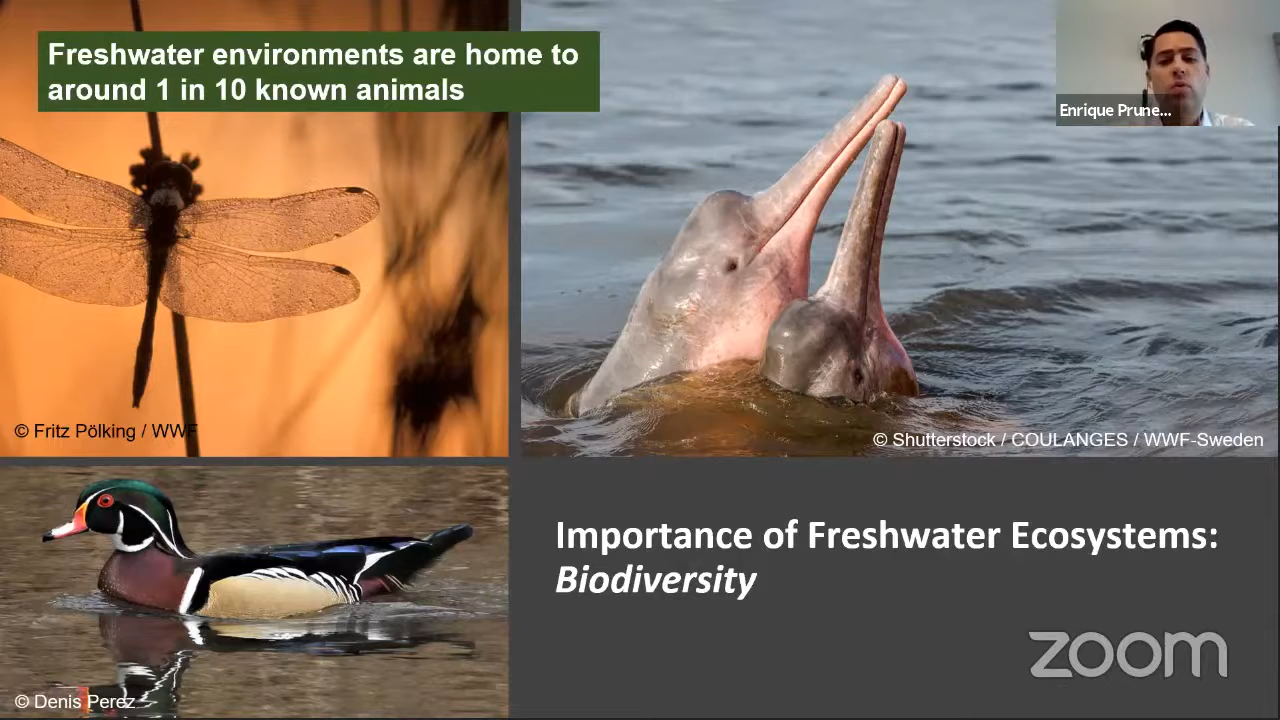 Freshwater environments are home to
around 1 in 10 known animals
Enrique Prune...
© Fritz Pölking / WWF
© Shutterstock / COULANGES / WWF-Sweden
Importance of Freshwater Ecosystems:
Biodiversity
zoom
© Denis Perez